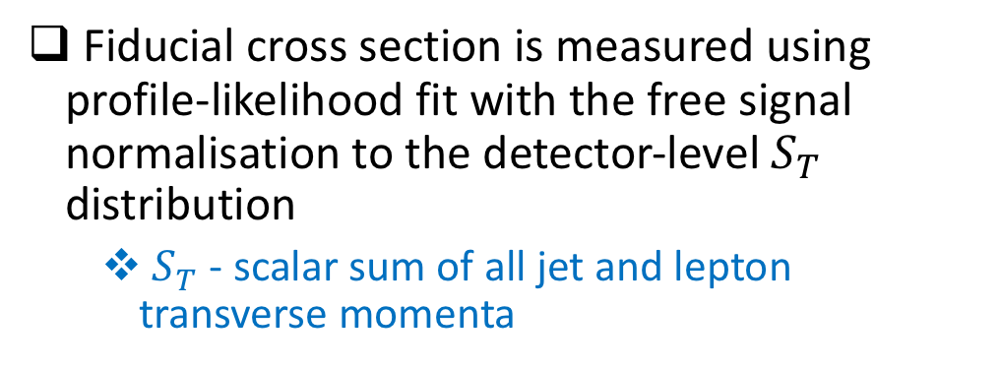 ❑ Fiducial cross section is measured using
profile-likelihood fit with the free signal
normalisation to the detector-level S_T
distribution
❖ S_T - scalar sum of all jet and lepton
transverse momenta